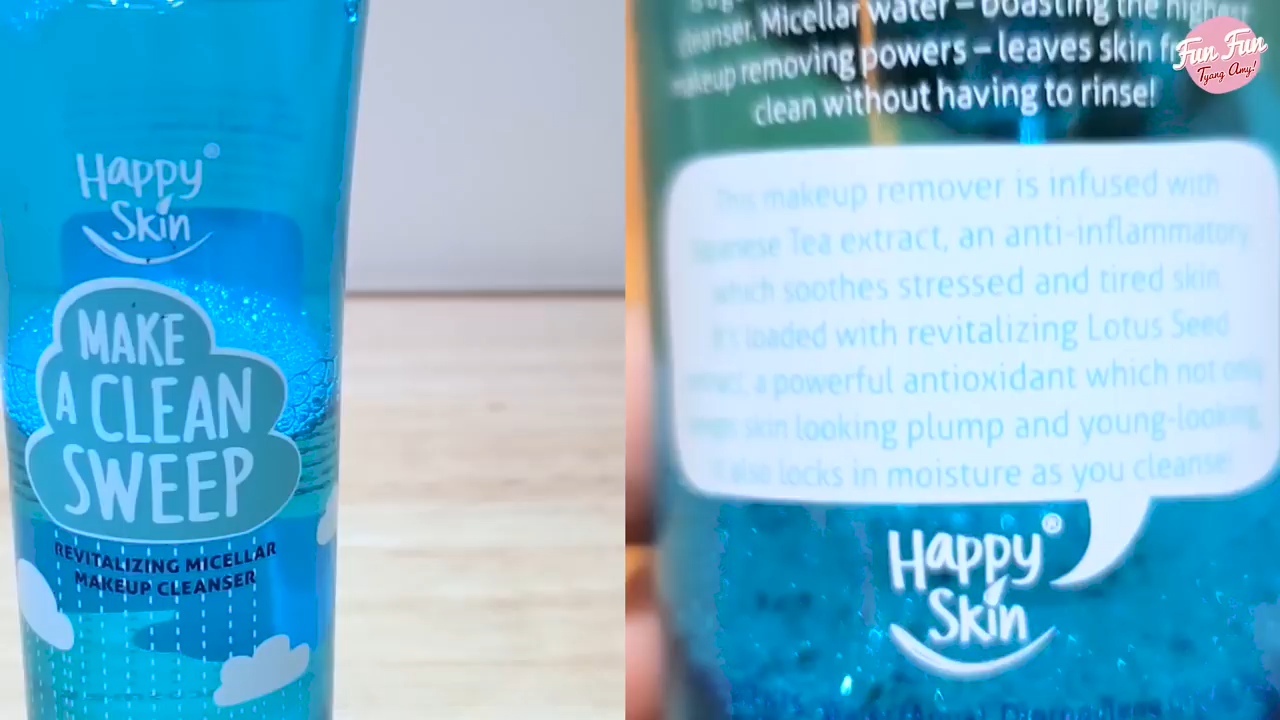 Happy
Skin
®
MAKE
A CLEAN
SWEEP
REVITALIZING MICELLAR
MAKEUP CLEANSER
cleanser. Micellar water – boasting the highest
makeup removing powers – leaves skin
clean without having to rinse!
This makeup remover is infused with
Japanese Tea extract, an anti-inflammatory
which soothes stressed and tired skin
It's loaded with revitalizing Lotus Seed
extract, a powerful antioxidant which not only
keeps skin looking plump and young-looking,
it also locks in moisture as you cleanse
Happy
Skin
®
Fun Fun
Tyang Amy!